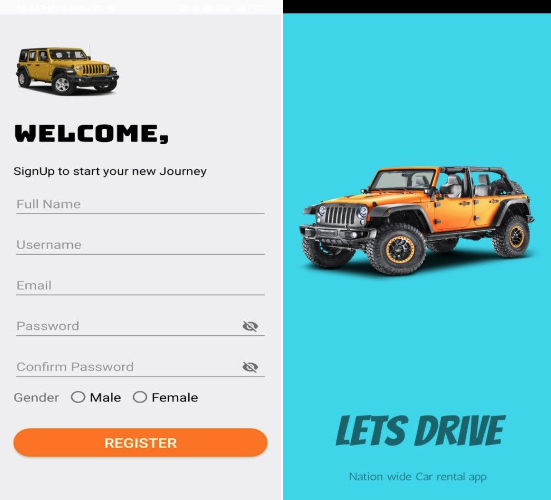 WELCOME,
SignUp to start your new Journey
Full Name
Username
Email
Password
Confirm Password
Gender Male Female
REGISTER
LETS DRIVE
Nation wide Car rental app